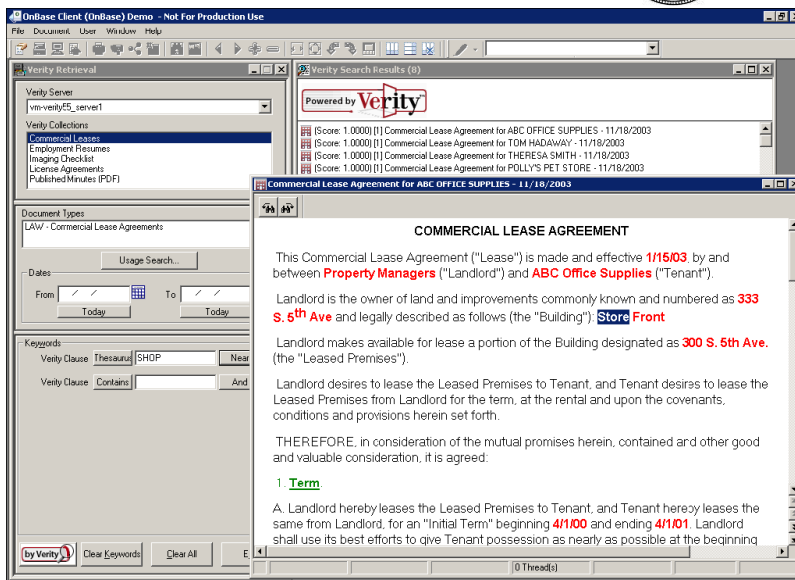 OnBase Client (OnBase) Demo - Not For Production Use
File Document User Window Help
Verity Retrieval
Verity Server
vm-verity55_server1
Verity Collections
Commercial Leases
Employment Resumes
Imaging Checklist
License Agreements
Published Minutes (PDF)
Document Types
LAW - Commercial Lease Agreements
Usage Search...
Dates
From / / To / /
Today Today
Keywords
Verity Clause Thesaurus SHOP Near
Verity Clause Contains And
by Verity Clear Keywords Clear All E
Verity Search Results (8)
Powered by Verity
(Score: 1.0000) [1] Commercial Lease Agreement for ABC OFFICE SUPPLIES - 11/18/2003
(Score: 1.0000) [1] Commercial Lease Agreement for TOM HADAWAY - 11/18/2003
(Score: 1.0000) [1] Commercial Lease Agreement for THERESA SMITH - 11/18/2003
(Score: 1.0000) [1] Commercial Lease Agreement for POLLY'S PET STORE - 11/18/2003
Commercial Lease Agreement for ABC OFFICE SUPPLIES - 11/18/2003
COMMERCIAL LEASE AGREEMENT
This Commercial Lease Agreement ("Lease") is made and effective 1/15/03, by and
between Property Managers ("Landlord") and ABC Office Supplies ("Tenant").
Landlord is the owner of land and improvements commonly known and numbered as 333
S. 5th Ave and legally described as follows (the "Building"): Store Front
Landlord makes available for lease a portion of the Building designated as 300 S. 5th Ave.
(the "Leased Premises").
Landlord desires to lease the Leased Premises to Tenant, and Tenant desires to lease the
Leased Premises from Landlord for the term, at the rental and upon the covenants,
conditions and provisions herein set forth.
THEREFORE, in consideration of the mutual promises herein, contained and other good
and valuable consideration, it is agreed:
1. Term.
A. Landlord hereby leases the Leased Premises to Tenant, and Tenant hereby leases the
same from Landlord, for an "Initial Term" beginning 4/1/00 and ending 4/1/01. Landlord
shall use its best efforts to give Tenant possession as nearly as possible at the beginning
0 Thread(s)